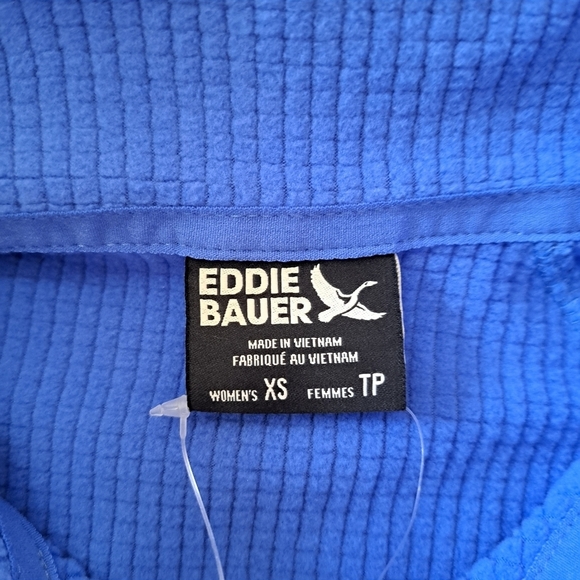 EDDIE
BAUER
MADE IN VIETNAM
FABRIQUÉ AU VIETNAM
WOMEN'S XS FEMMES TP